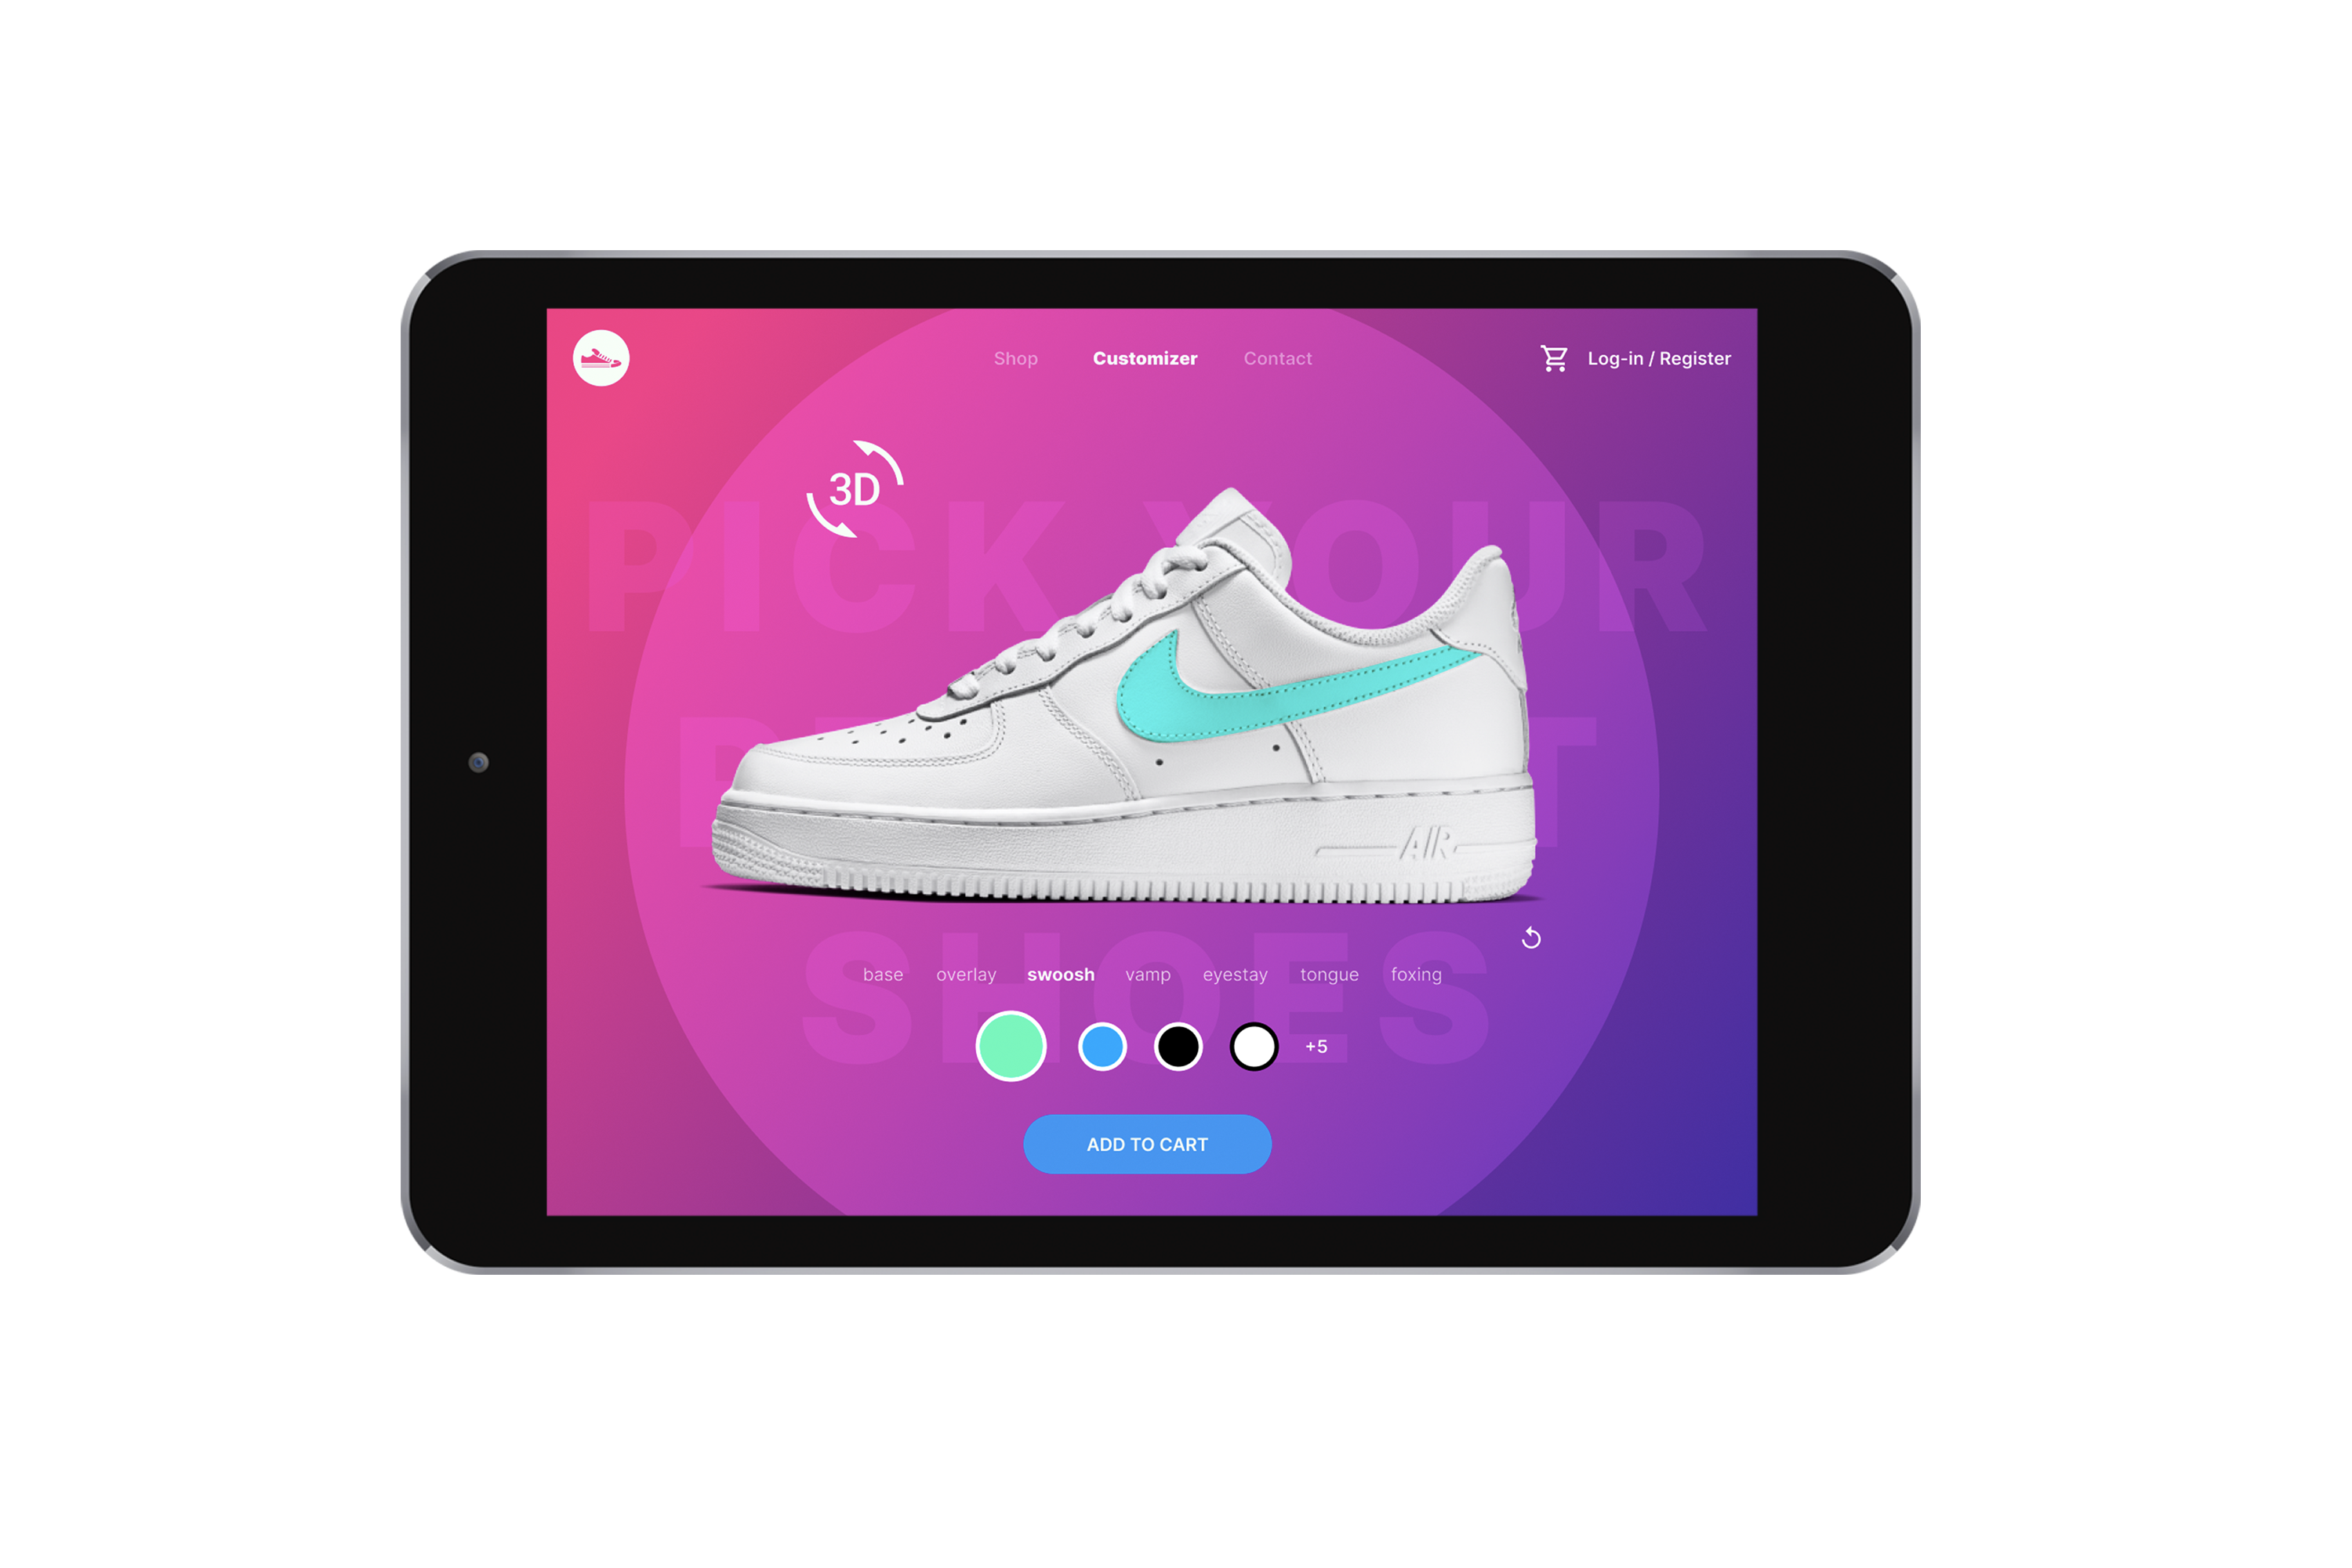 Shop Customizer Contact Log-in / Register
3D
PICK YOUR
AIR
SHOES
base overlay swoosh vamp eyestay tongue foxing
+5
ADD TO CART